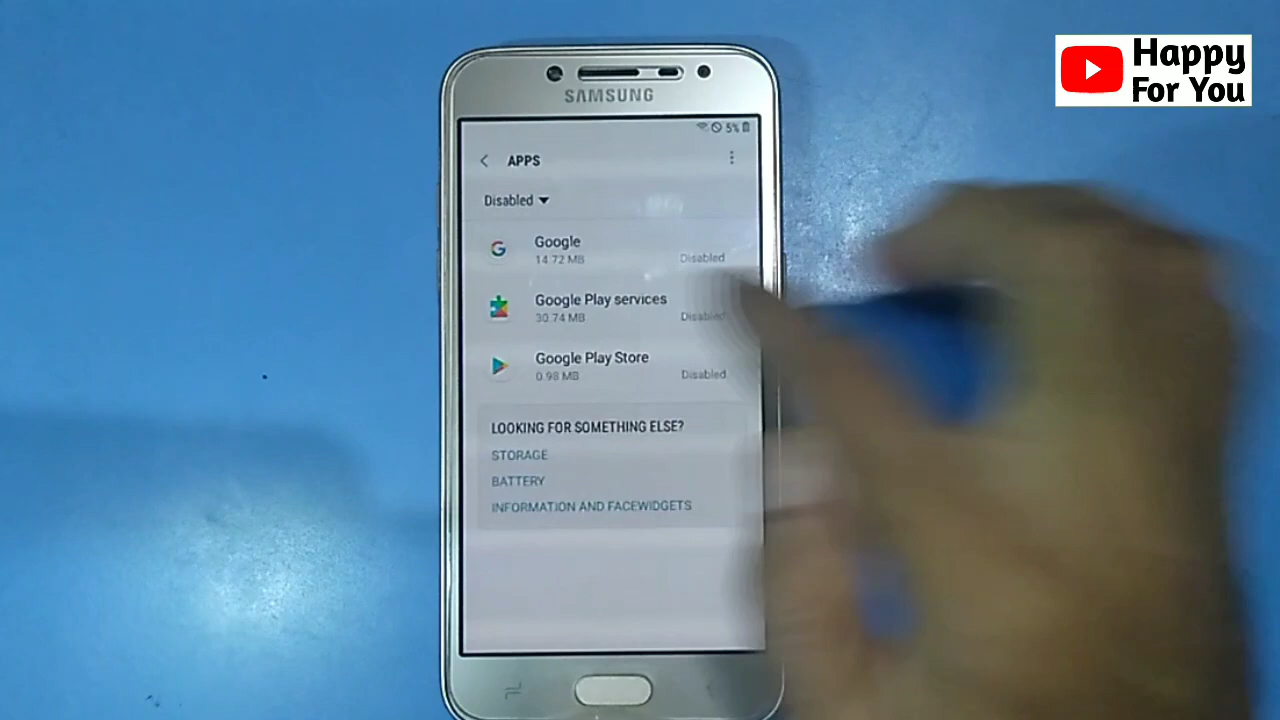 Happy
For You
SAMSUNG
5%
APPS
Disabled
Google
14.72 MB
Disabled
Google Play services
30.74 MB
Disabled
Google Play Store
0.98 MB
Disabled
LOOKING FOR SOMETHING ELSE?
STORAGE
BATTERY
INFORMATION AND FACEWIDGETS